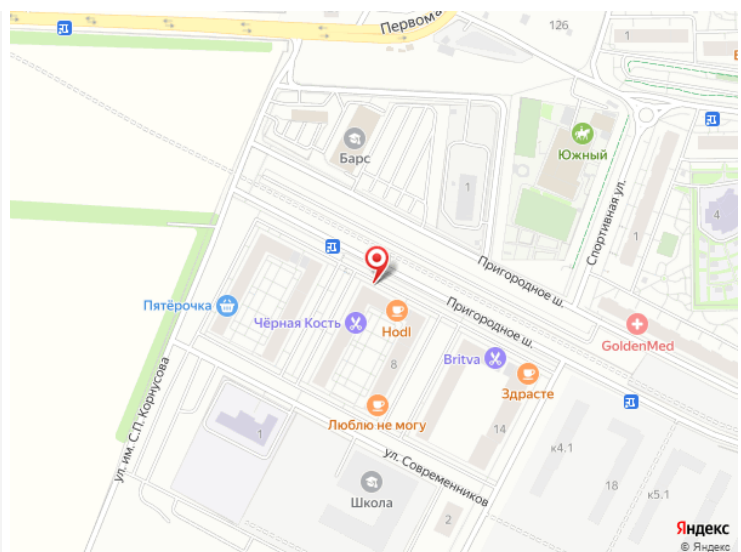 Первома
126
1
Барс
1
Южный
Спортивная ул.
4
1
Пригородное ш.
Пятёрочка
Чёрная Кость
Hodl
Пригородное ш.
GoldenMed
8
Britva
Здрасте
Люблю не могу
ул. им. С.П. Корнусова
1
14
к4.1
ул. Современников
18
к5.1
Школа
2
Яндекс
© Яндекс